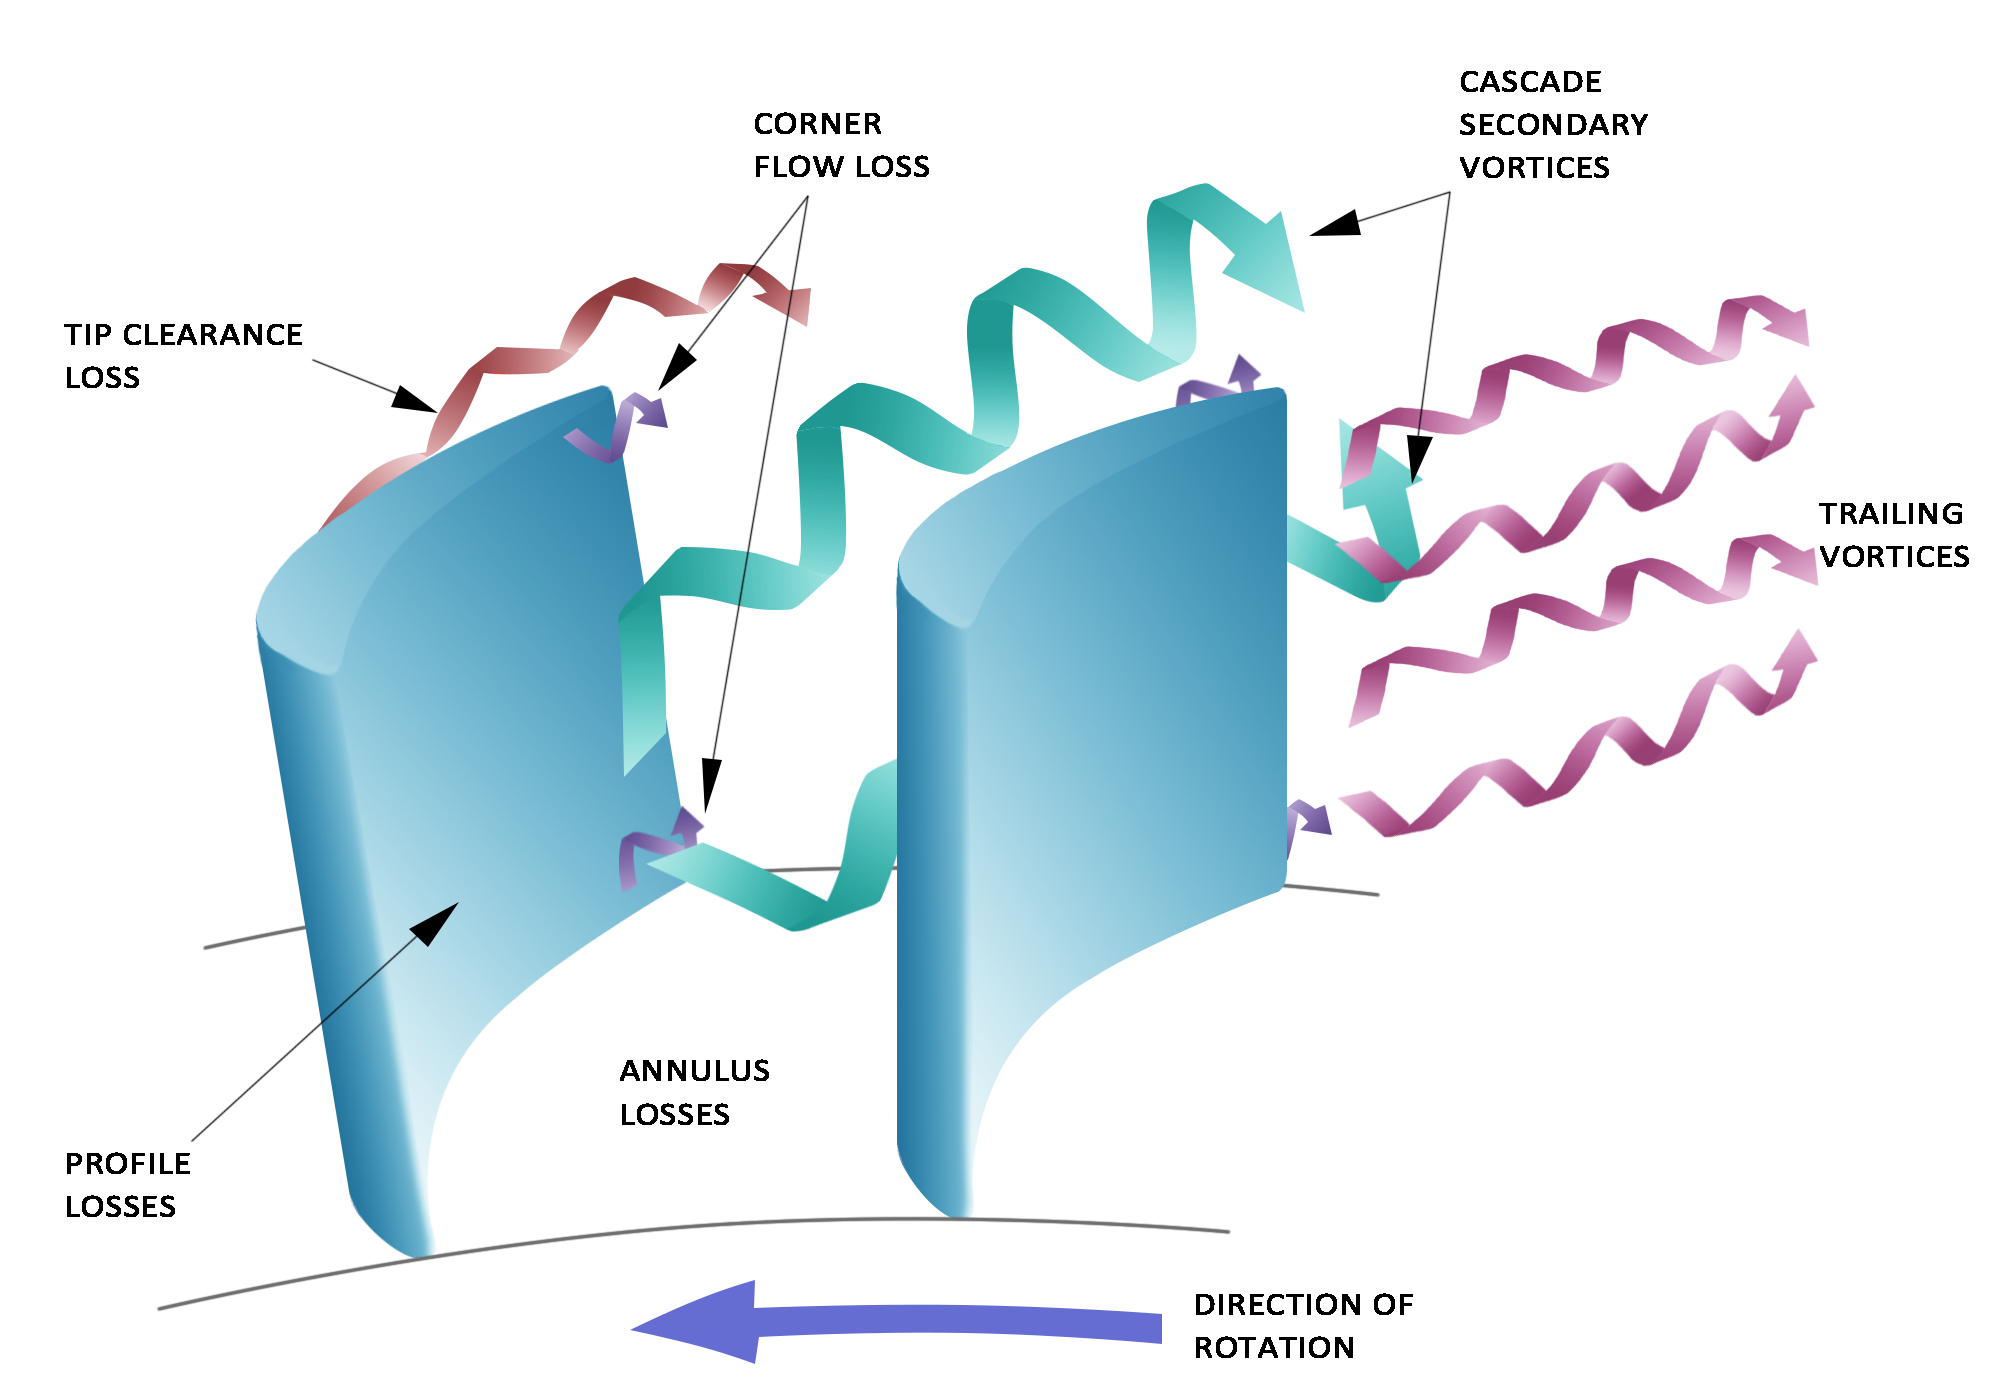 CORNER
FLOW LOSS
CASCADE
SECONDARY
VORTICES
TIP CLEARANCE
LOSS
TRAILING
VORTICES
ANNULUS
LOSSES
PROFILE
LOSSES
DIRECTION OF
ROTATION